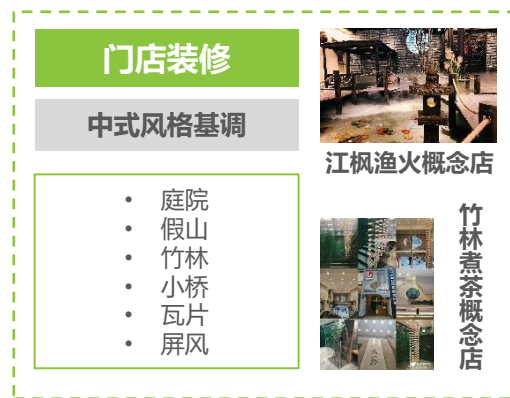 门店装修
中式风格基调
• 庭院
• 假山
• 竹林
• 小桥
• 瓦片
• 屏风
江枫渔火概念店
竹林煮茶概念店